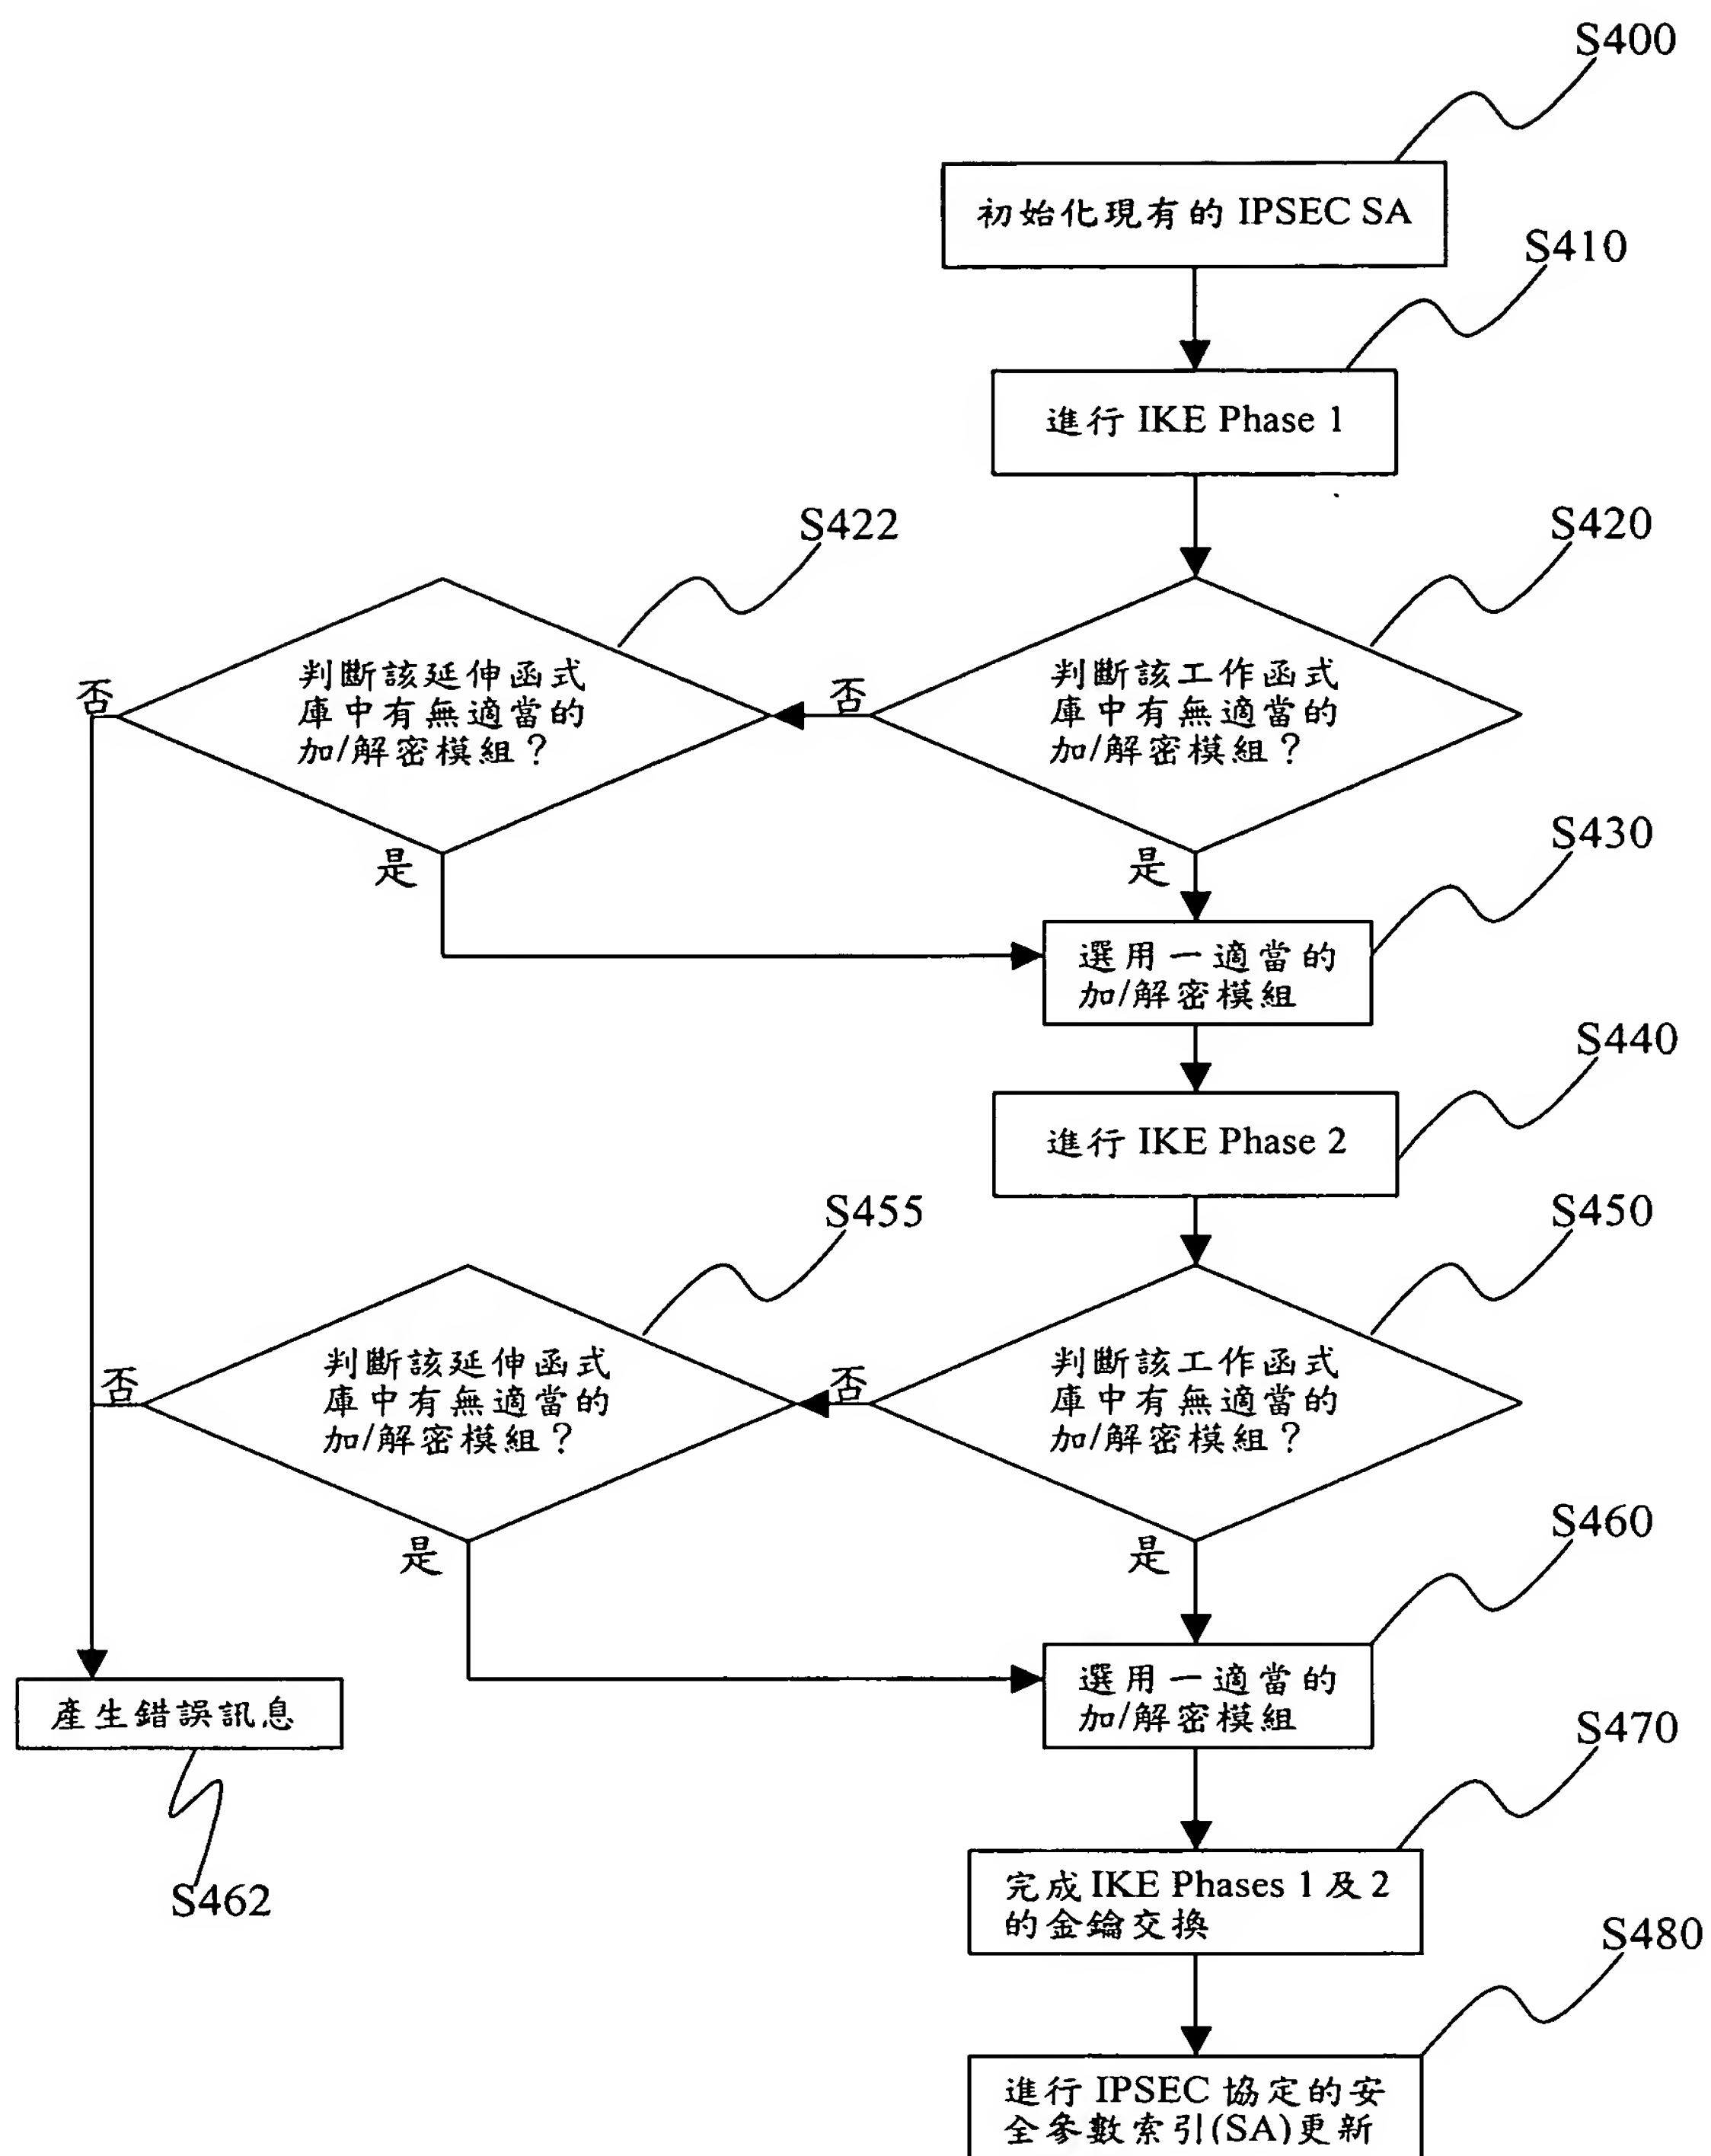 S400
初始化現有的 IPSEC SA
S410
進行 IKE Phase 1
S422
S420
否
判斷該延伸函式
庫中有無適當的
加/解密模組？
否
判斷該工作函式
庫中有無適當的
加/解密模組？
是
是
S430
選用一適當的
加/解密模組
S440
進行 IKE Phase 2
S455
S450
否
判斷該延伸函式
庫中有無適當的
加/解密模組？
否
判斷該工作函式
庫中有無適當的
加/解密模組？
是
是
S460
選用一適當的
加/解密模組
產生錯誤訊息
S462
S470
完成 IKE Phases 1 及 2
的金鑰交換
S480
進行 IPSEC 協定的安
全參數索引(SA)更新